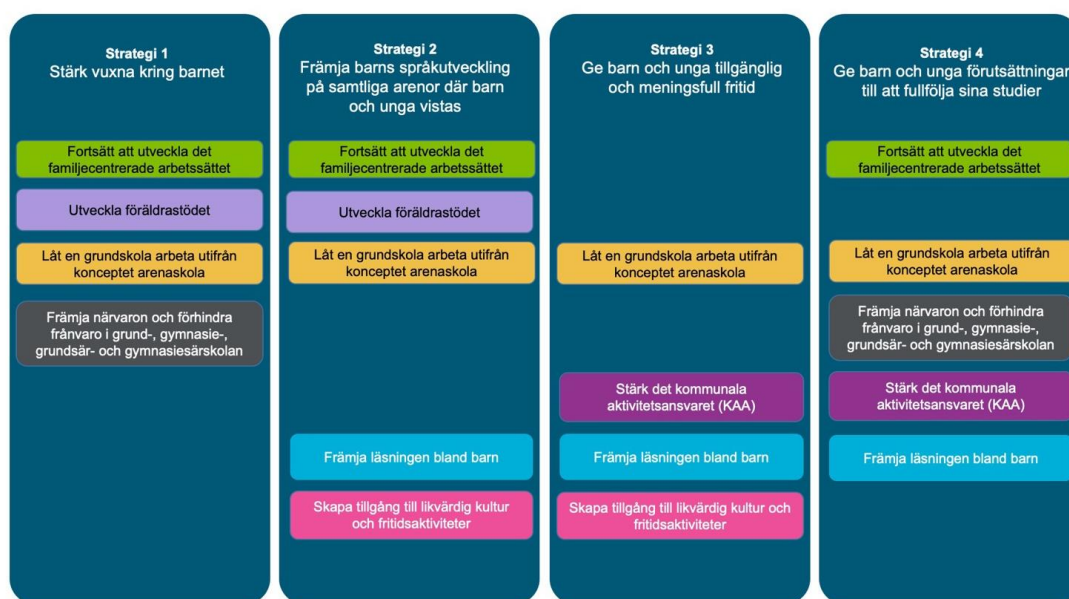 Strategi 1
Stärk vuxna kring barnet
Fortsätt att utveckla det
familjecentrerade arbetssättet
Utveckla föräldrastödet
Låt en grundskola arbeta utifrån
konceptet arenaskola
Främja närvaron och förhindra
frånvaro i grund-, gymnasie-,
grundsär- och gymnasiesärskolan
Strategi 2
Främja barns språkutveckling
på samtliga arenor där barn
och unga vistas
Fortsätt att utveckla det
familjecentrerade arbetssättet
Utveckla föräldrastödet
Låt en grundskola arbeta utifrån
konceptet arenaskola
Främja läsningen bland barn
Skapa tillgång till likvärdig kultur
och fritidsaktiviteter
Strategi 3
Ge barn och unga tillgänglig
och meningsfull fritid
Låt en grundskola arbeta utifrån
konceptet arenaskola
Stärk det kommunala
aktivitetsansvaret (KAA)
Främja läsningen bland barn
Skapa tillgång till likvärdig kultur och
fritidsaktiviteter
Strategi 4
Ge barn och unga förutsättningar
till att fullfölja sina studier
Fortsätt att utveckla det
familjecentrerade arbetssättet
Låt en grundskola arbeta utifrån
konceptet arenaskola
Främja närvaron och förhindra
frånvaro i grund-, gymnasie-,
grundsär- och gymnasiesärskolan
Stärk det kommunala
aktivitetsansvaret (KAA)
Främja läsningen bland barn